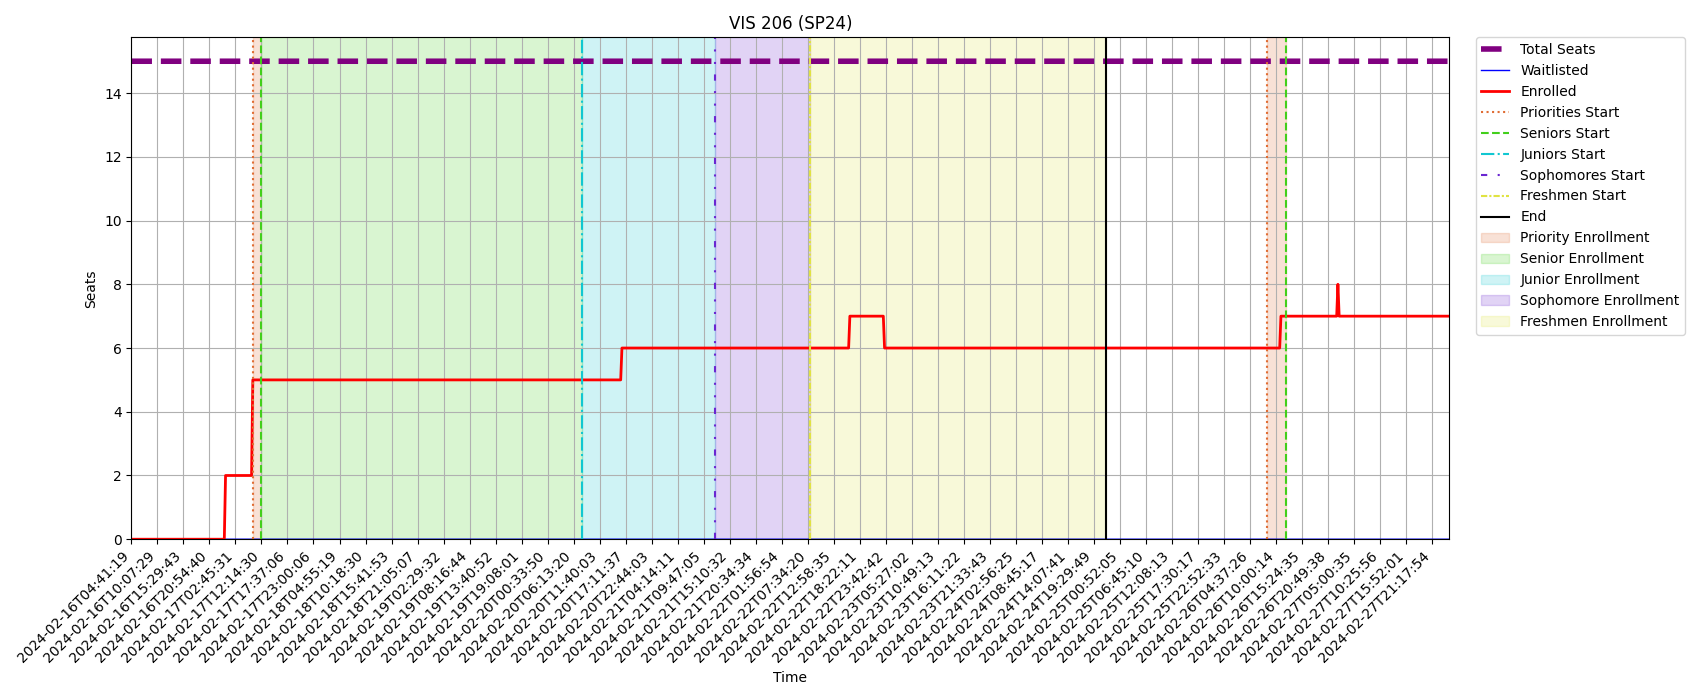 VIS 206 (SP24)
Seats
14
12
10
8
6
4
2
0
2024-02-16T04:41:19
2024-02-16T10:07:29
2024-02-16T15:29:43
2024-02-16T20:54:40
2024-02-17T02:45:31
2024-02-17T12:14:30
2024-02-17T17:37:06
2024-02-17T23:00:06
2024-02-18T04:55:19
2024-02-18T10:18:30
2024-02-18T15:41:53
2024-02-18T21:05:07
2024-02-19T02:29:32
2024-02-19T08:16:44
2024-02-19T13:40:52
2024-02-19T19:08:01
2024-02-20T00:33:50
2024-02-20T06:13:20
2024-02-20T11:40:03
2024-02-20T17:11:37
2024-02-20T22:44:03
2024-02-21T04:14:11
2024-02-21T09:47:05
2024-02-21T15:10:32
2024-02-21T20:34:34
2024-02-22T01:56:54
2024-02-22T07:34:20
2024-02-22T12:58:35
2024-02-22T18:22:11
2024-02-22T23:42:42
2024-02-23T05:27:02
2024-02-23T10:49:13
2024-02-23T16:11:22
2024-02-23T21:33:43
2024-02-24T02:56:25
2024-02-24T08:45:17
2024-02-24T14:07:41
2024-02-24T19:29:49
2024-02-25T00:52:05
2024-02-25T06:45:10
2024-02-25T12:08:13
2024-02-25T17:30:17
2024-02-25T22:52:33
2024-02-26T04:37:26
2024-02-26T10:00:14
2024-02-26T15:24:35
2024-02-26T20:49:38
2024-02-27T05:00:35
2024-02-27T10:25:56
2024-02-27T15:52:01
2024-02-27T21:17:54
Time
Total Seats
Waitlisted
Enrolled
Priorities Start
Seniors Start
Juniors Start
Sophomores Start
Freshmen Start
End
Priority Enrollment
Senior Enrollment
Junior Enrollment
Sophomore Enrollment
Freshmen Enrollment